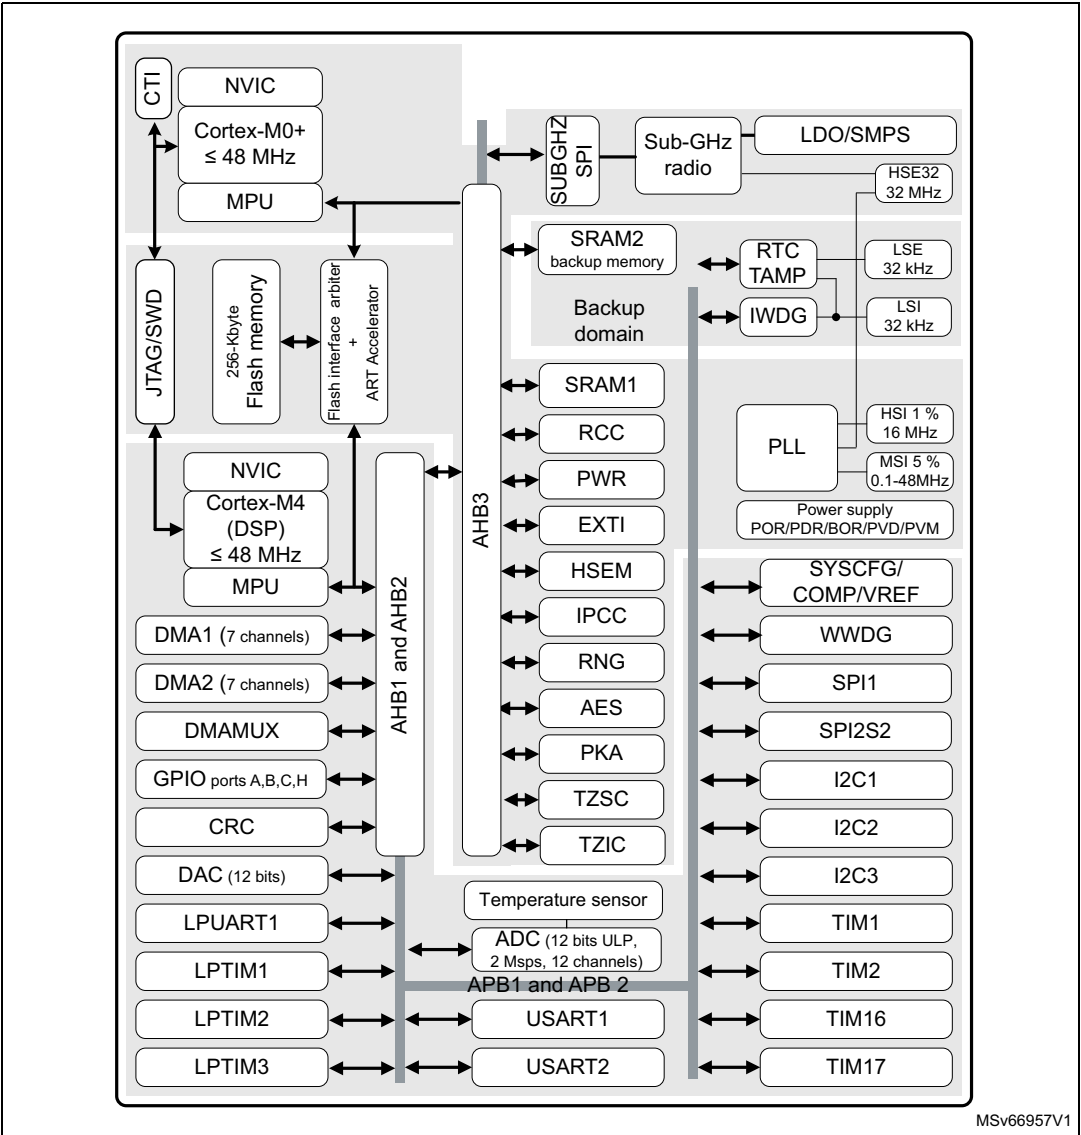 CTI
NVIC
Cortex-M0+
≤ 48 MHz
MPU
SUBGHZ
SPI
Sub-GHz
radio
LDO/SMPS
HSE32
32 MHz
SRAM2
backup memory
RTC
TAMP
LSE
32 kHz
IWDG
LSI
32 kHz
Backup
domain
JTAG/SWD
256-Kbyte
Flash memory
Flash interface arbiter
+
ART Accelerator
AHB3
SRAM1
RCC
PWR
EXTI
HSEM
IPCC
RNG
AES
PKA
TZSC
TZIC
PLL
HSI 1 %
16 MHz
MSI 5 %
0.1-48MHz
Power supply
POR/PDR/BOR/PVD/PVM
NVIC
Cortex-M4
(DSP)
≤ 48 MHz
MPU
AHB1 and AHB2
DMA1 (7 channels)
DMA2 (7 channels)
DMAMUX
GPIO ports A,B,C,H
CRC
DAC (12 bits)
LPUART1
LPTIM1
LPTIM2
LPTIM3
Temperature sensor
ADC (12 bits ULP,
2 Msps, 12 channels)
APB1 and APB 2
USART1
USART2
SYSCFG/
COMP/VREF
WWDG
SPI1
SPI2S2
I2C1
I2C2
I2C3
TIM1
TIM2
TIM16
TIM17
MSv66957V1